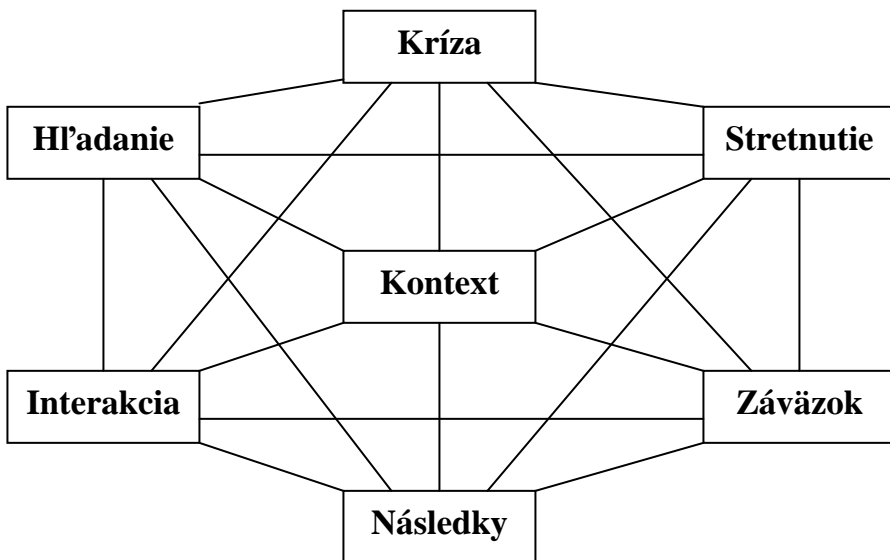 Kríza
Hľadanie
Stretnutie
Kontext
Interakcia
Záväzok
Následky